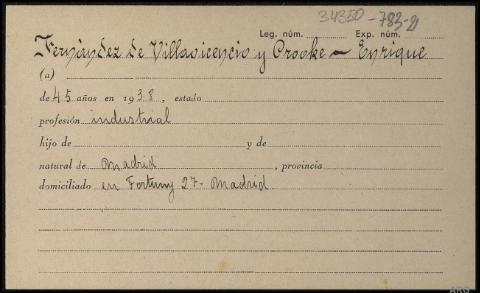 34350 - 783-21
Leg. núm. Exp. núm.
Fernández de Villavicencio y Crooke - Enrique
(a)
de 45 años en 1938, estado
profesión industrial
hijo de y de
natural de Madrid, provincia
domiciliado en Fortuny 27 - Madrid.